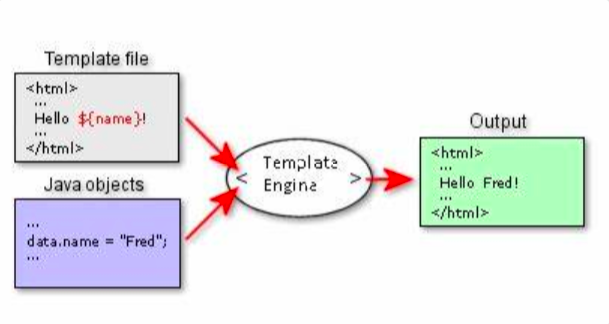 Template file
<html>
...
Hello ${name}!
...
</html>
Java objects
...
data.name = "Fred";
...
< Template
Engine >
Output
<html>
...
Hello Fred!
...
</html>